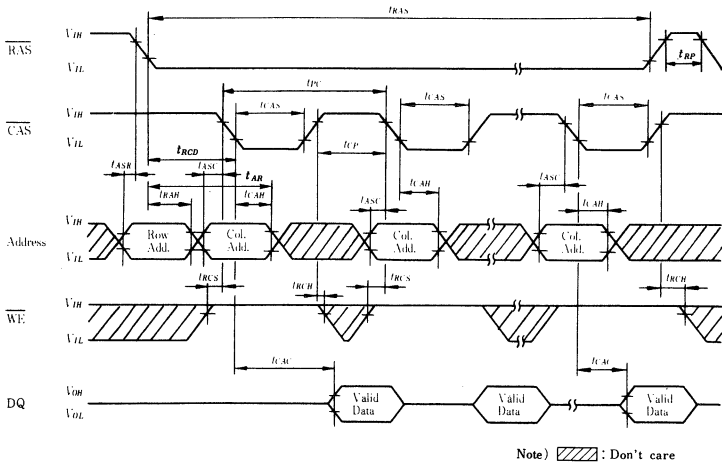 tRAS
RAS
VIH
VIL
tRP
tPC
tCAS
tCAS
tCAS
CAS
VIH
VIL
tRCD
tCP
tASR
tASC
tAR
tASC
tASC
tRAH
tCAH
tCAH
tCAH
Address
VIH
VIL
Row Add.
Col. Add.
Col. Add.
Col. Add.
tRCS
tRCH
tRCS
tRCH
WE
VIH
VIL
tCAC
tCAC
DQ
VOH
VOL
Valid Data
Valid Data
Valid Data
Note) : Don't care